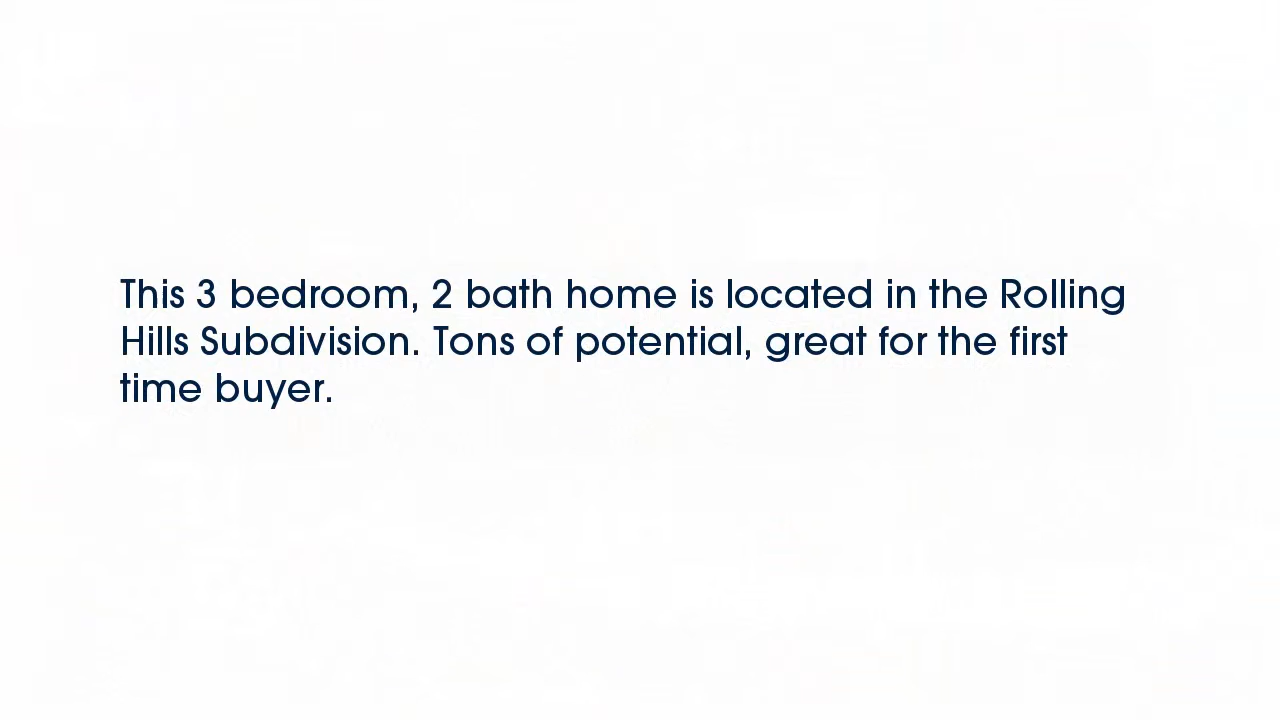 This 3 bedroom, 2 bath home is located in the Rolling
Hills Subdivision. Tons of potential, great for the first
time buyer.